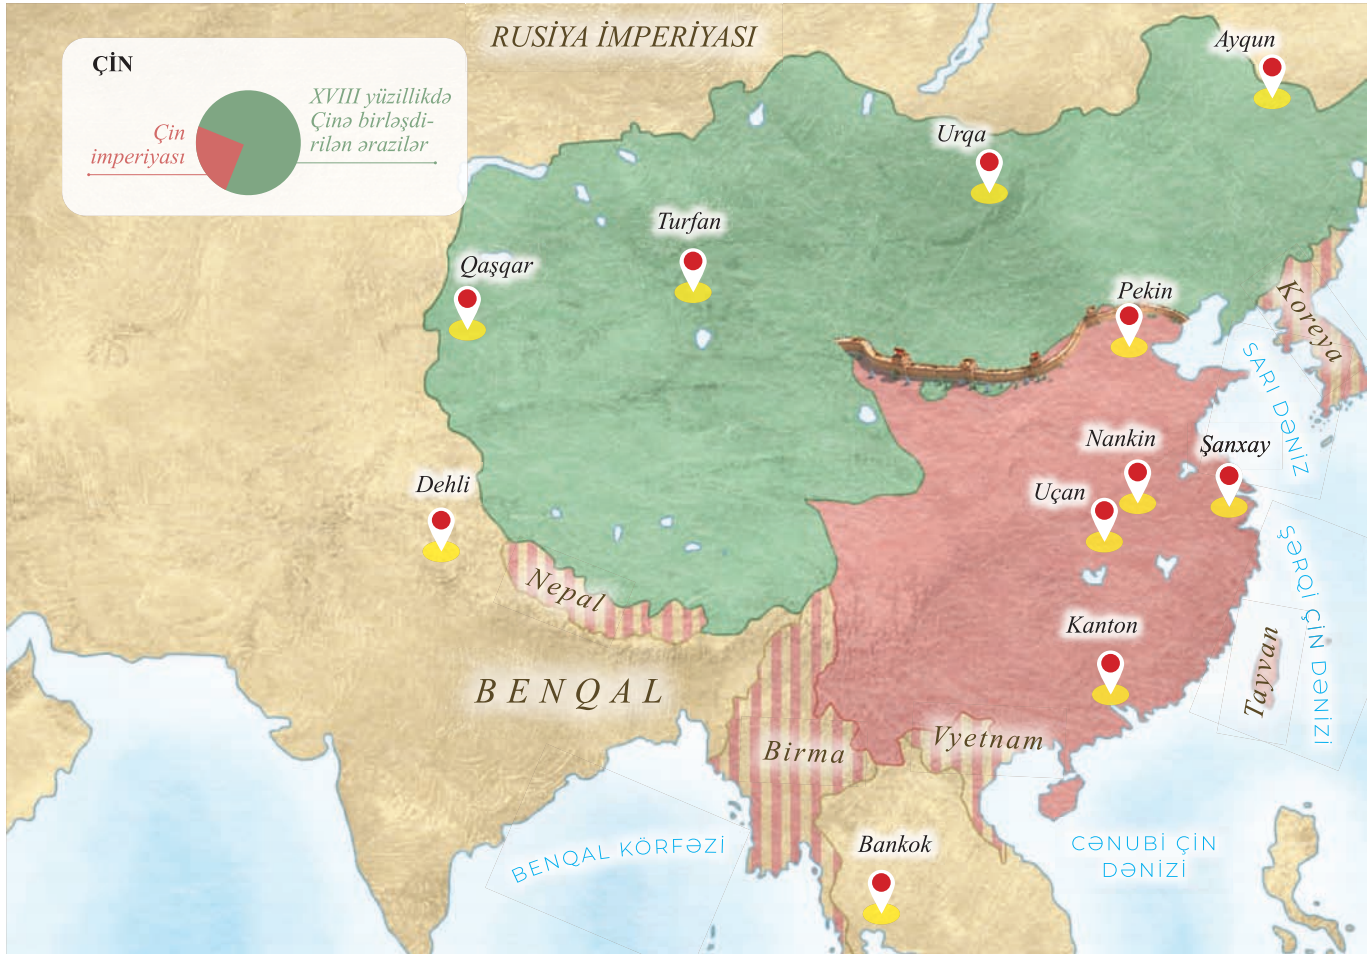 RUSİYA İMPERİYASI
ÇİN
Çin
imperiyası
XVIII yüzillikdə
Çinə birləşdi-
rilən ərazilər
Ayqun
Urqa
Turfan
Qaşqar
Pekin
Koreya
SARI DƏNİZ
Nankin
Şanxay
Uçan
Dehli
ŞƏRQİ ÇİN DƏNİZİ
Nepal
Kanton
Tayvan
BENQAL
Birma
Vyetnam
BENQAL KÖRFƏZİ
Bankok
CƏNUBİ ÇİN
DƏNİZİ